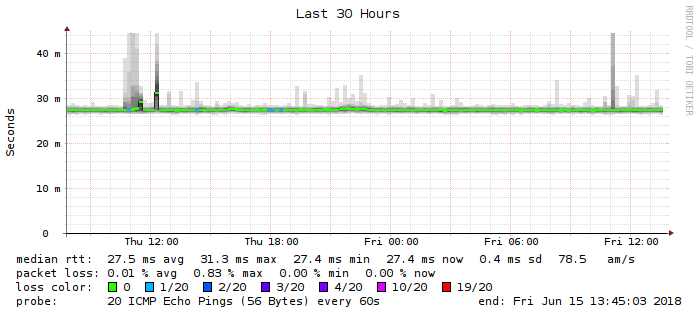 Last 30 Hours
RRDTOOL / TOBI OETIKER
Seconds
40 m
30 m
20 m
10 m
0
Thu 12:00 Thu 18:00 Fri 00:00 Fri 06:00 Fri 12:00
median rtt: 27.5 ms avg 31.3 ms max 27.4 ms min 27.4 ms now 0.4 ms sd 78.5 am/s
packet loss: 0.01 % avg 0.83 % max 0.00 % min 0.00 % now
loss color: 0 1/20 2/20 3/20 4/20 10/20 19/20
probe: 20 ICMP Echo Pings (56 Bytes) every 60s end: Fri Jun 15 13:45:03 2018